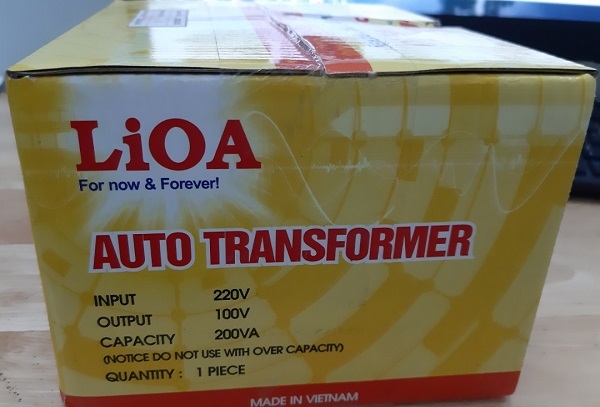 LiOA
For now & Forever!
AUTO TRANSFORMER
INPUT 220V
OUTPUT 100V
CAPACITY 200VA
(NOTICE DO NOT USE WITH OVER CAPACITY)
QUANTITY : 1 PIECE
MADE IN VIETNAM